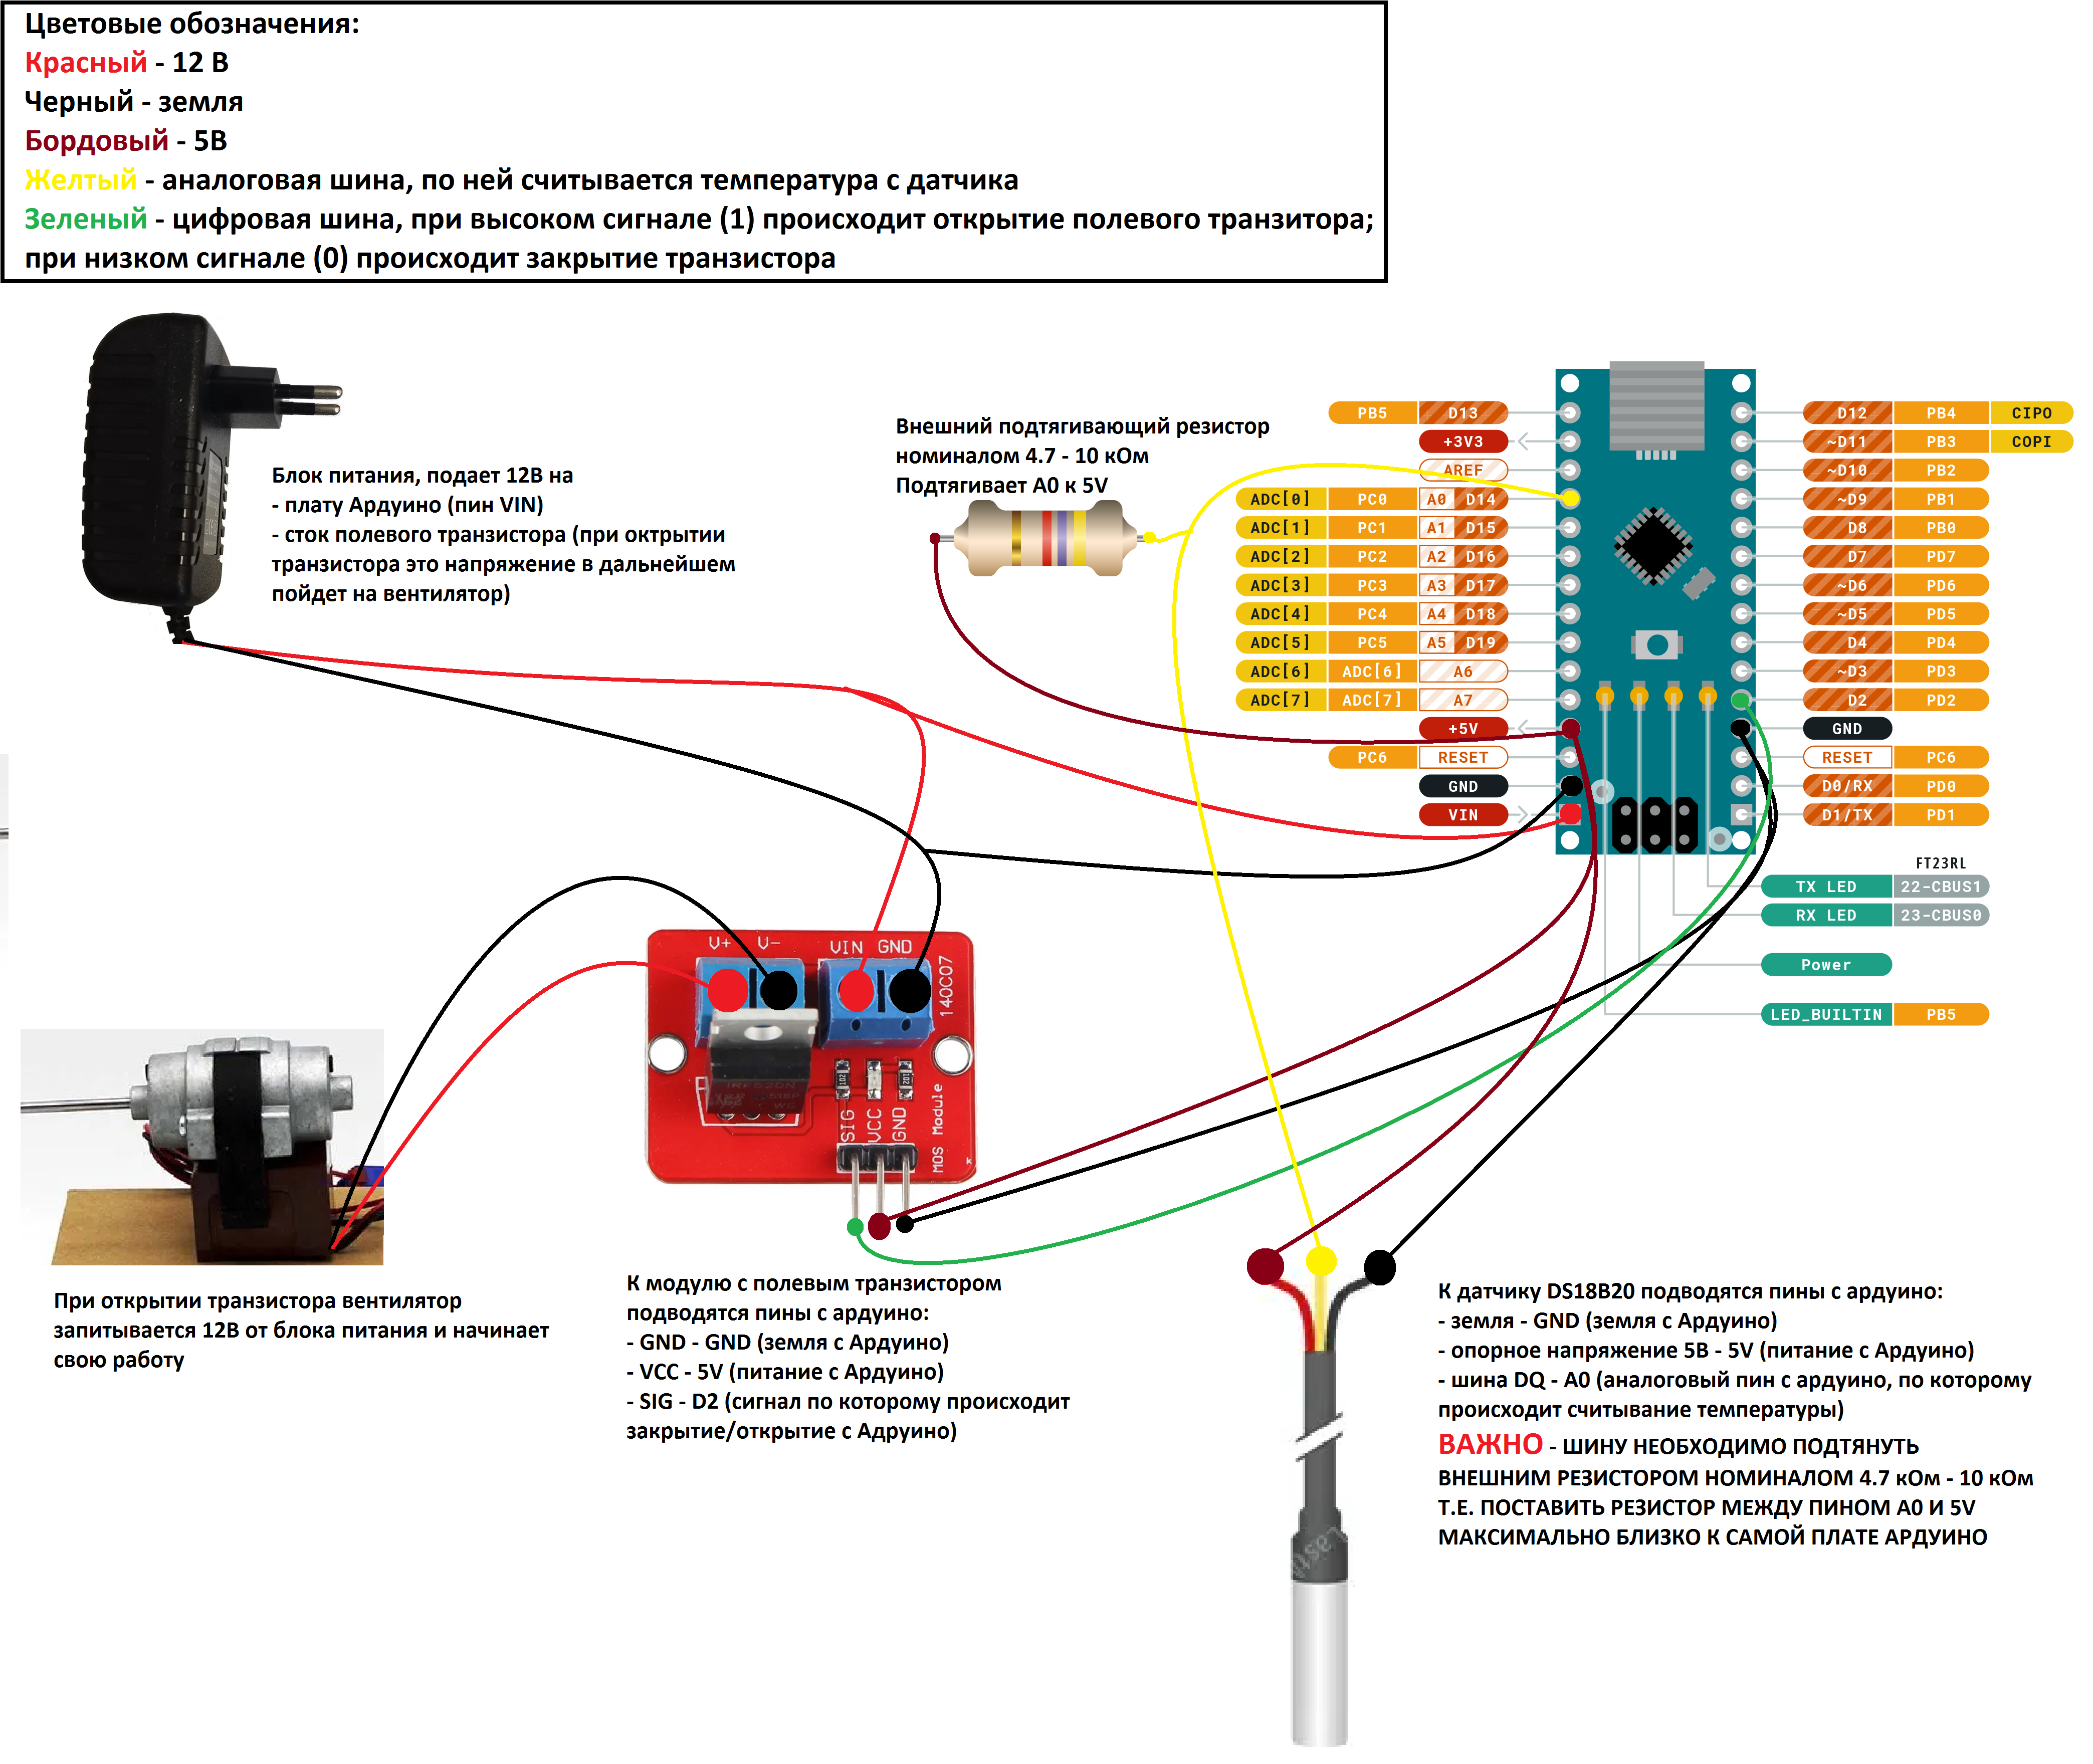 Цветовые обозначения:
Красный - 12 В
Черный - земля
Бордовый - 5В
Желтый - аналоговая шина, по ней считывается температура с датчика
Зеленый - цифровая шина, при высоком сигнале (1) происходит открытие полевого транзитора;
при низком сигнале (0) происходит закрытие транзистора
Блок питания, подает 12В на
- плату Ардуино (пин VIN)
- сток полевого транзистора (при октрытии
транзистора это напряжение в дальнейшем
пойдет на вентилятор)
Внешний подтягивающий резистор
номиналом 4.7 - 10 кОм
Подтягивает A0 к 5V
PB5 D13
+3V3
AREF
ADC[0] PC0 A0 D14
ADC[1] PC1 A1 D15
ADC[2] PC2 A2 D16
ADC[3] PC3 A3 D17
ADC[4] PC4 A4 D18
ADC[5] PC5 A5 D19
ADC[6] ADC[6] A6
ADC[7] ADC[7] A7
+5V
PC6 RESET
GND
VIN
D12 PB4 CIPO
~D11 PB3 COPI
~D10 PB2
~D9 PB1
D8 PB0
D7 PD7
~D6 PD6
~D5 PD5
D4 PD4
~D3 PD3
D2 PD2
GND
RESET PC6
D0/RX PD0
D1/TX PD1
FT23RL
TX LED 22-CBUS1
RX LED 23-CBUS0
Power
LED_BUILTIN PB5
V+ V- VIN GND
140C07
102 102
SIG VCC GND
MOS Module
При открытии транзистора вентилятор
запитывается 12В от блока питания и начинает
свою работу
К модулю с полевым транзистором
подводятся пины с ардуино:
- GND - GND (земля с Ардуино)
- VCC - 5V (питание с Ардуино)
- SIG - D2 (сигнал по которому происходит
закрытие/открытие с Адруино)
К датчику DS18B20 подводятся пины с ардуино:
- земля - GND (земля с Ардуино)
- опорное напряжение 5В - 5V (питание с Ардуино)
- шина DQ - A0 (аналоговый пин с ардуино, по которому
происходит считывание температуры)
ВАЖНО - ШИНУ НЕОБХОДИМО ПОДТЯНУТЬ
ВНЕШНИМ РЕЗИСТОРОМ НОМИНАЛОМ 4.7 кОм - 10 кОм
Т.Е. ПОСТАВИТЬ РЕЗИСТОР МЕЖДУ ПИНОМ A0 И 5V
МАКСИМАЛЬНО БЛИЗКО К САМОЙ ПЛАТЕ АРДУИНО